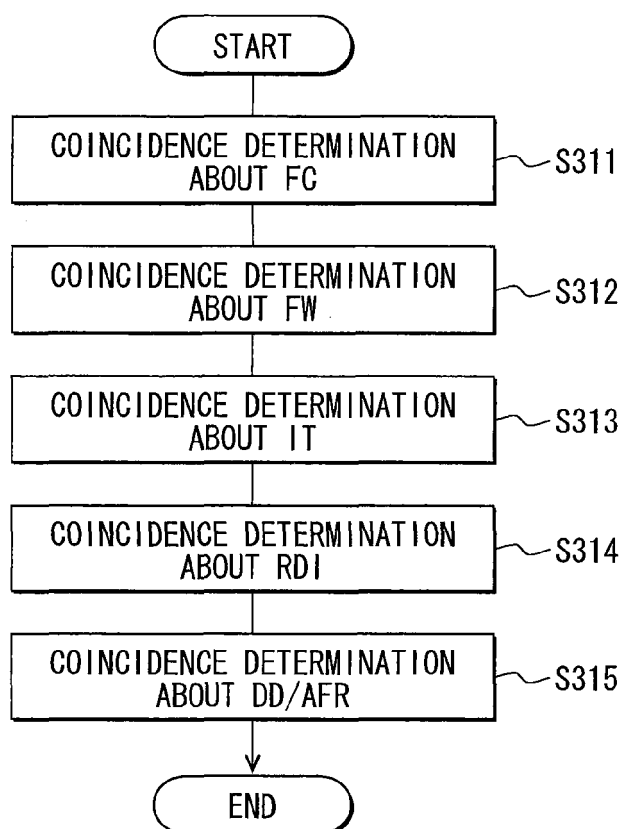 START
COINCIDENCE DETERMINATION
ABOUT FC
S311
COINCIDENCE DETERMINATION
ABOUT FW
S312
COINCIDENCE DETERMINATION
ABOUT IT
S313
COINCIDENCE DETERMINATION
ABOUT RDI
S314
COINCIDENCE DETERMINATION
ABOUT DD/AFR
S315
END